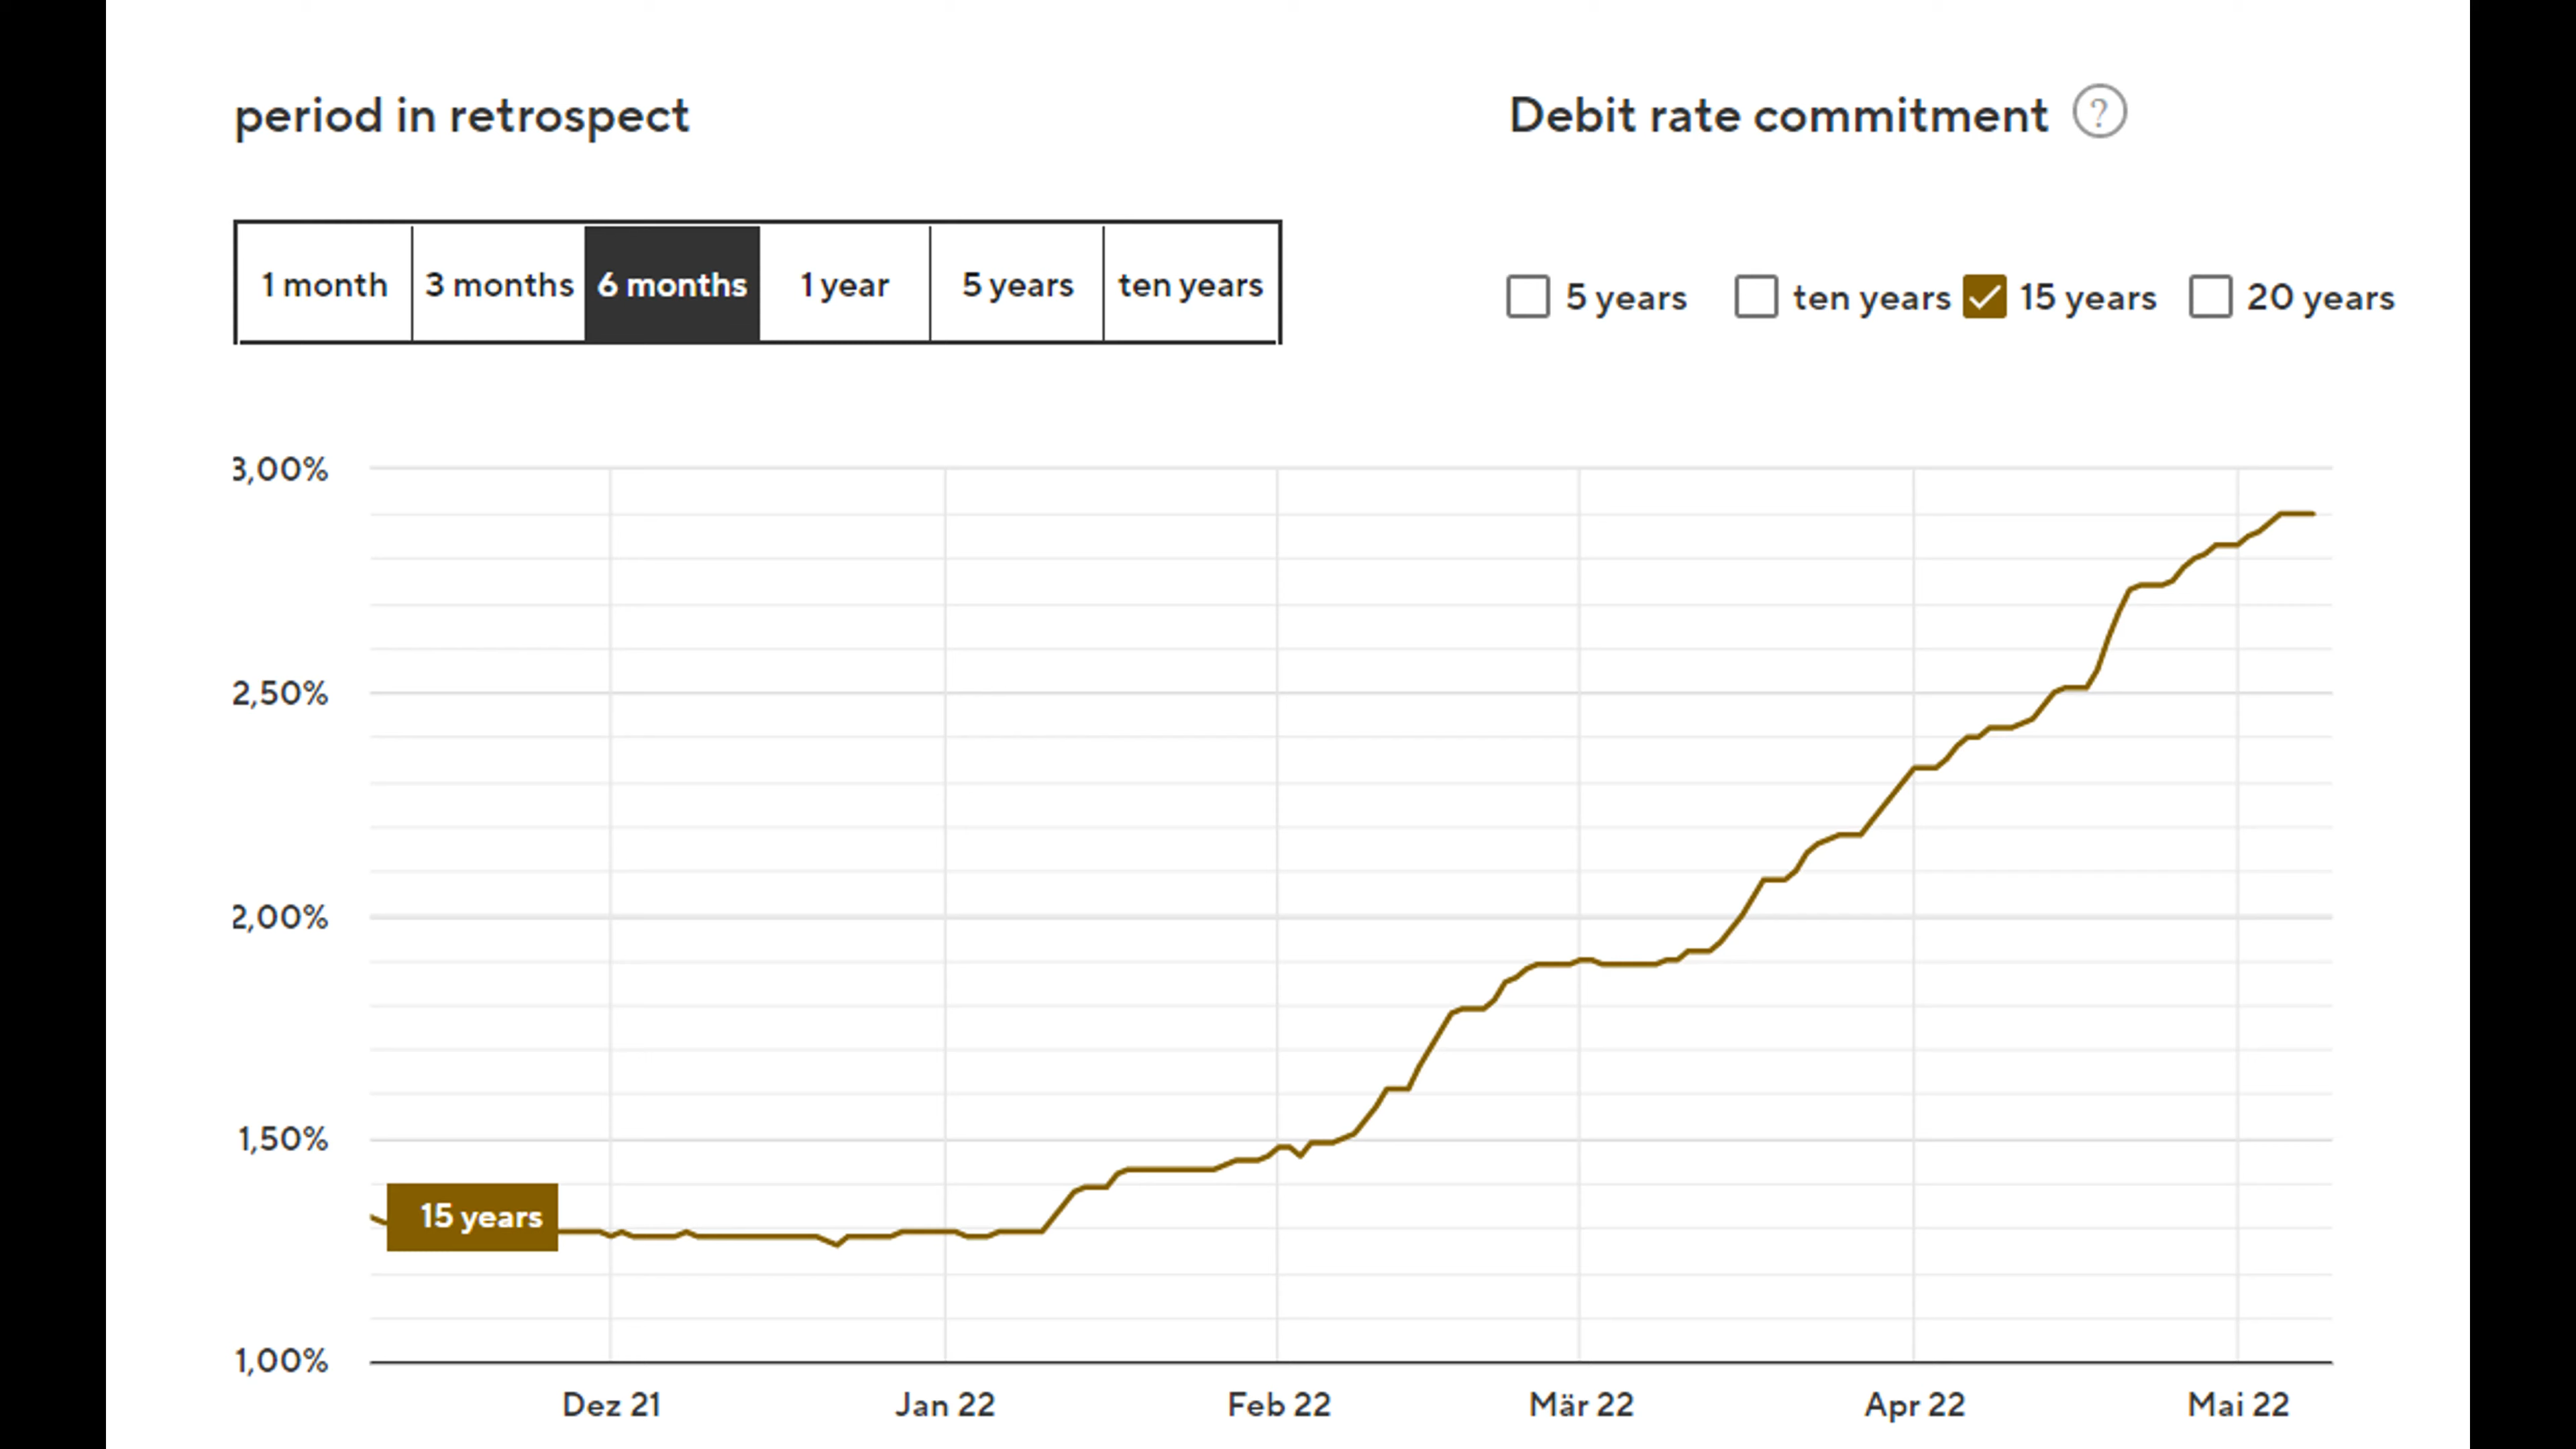 period in retrospect
Debit rate commitment ?
1 month 3 months 6 months 1 year 5 years ten years
5 years ten years 15 years 20 years
3,00%
2,50%
2,00%
1,50%
15 years
1,00%
Dez 21 Jan 22 Feb 22 Mär 22 Apr 22 Mai 22